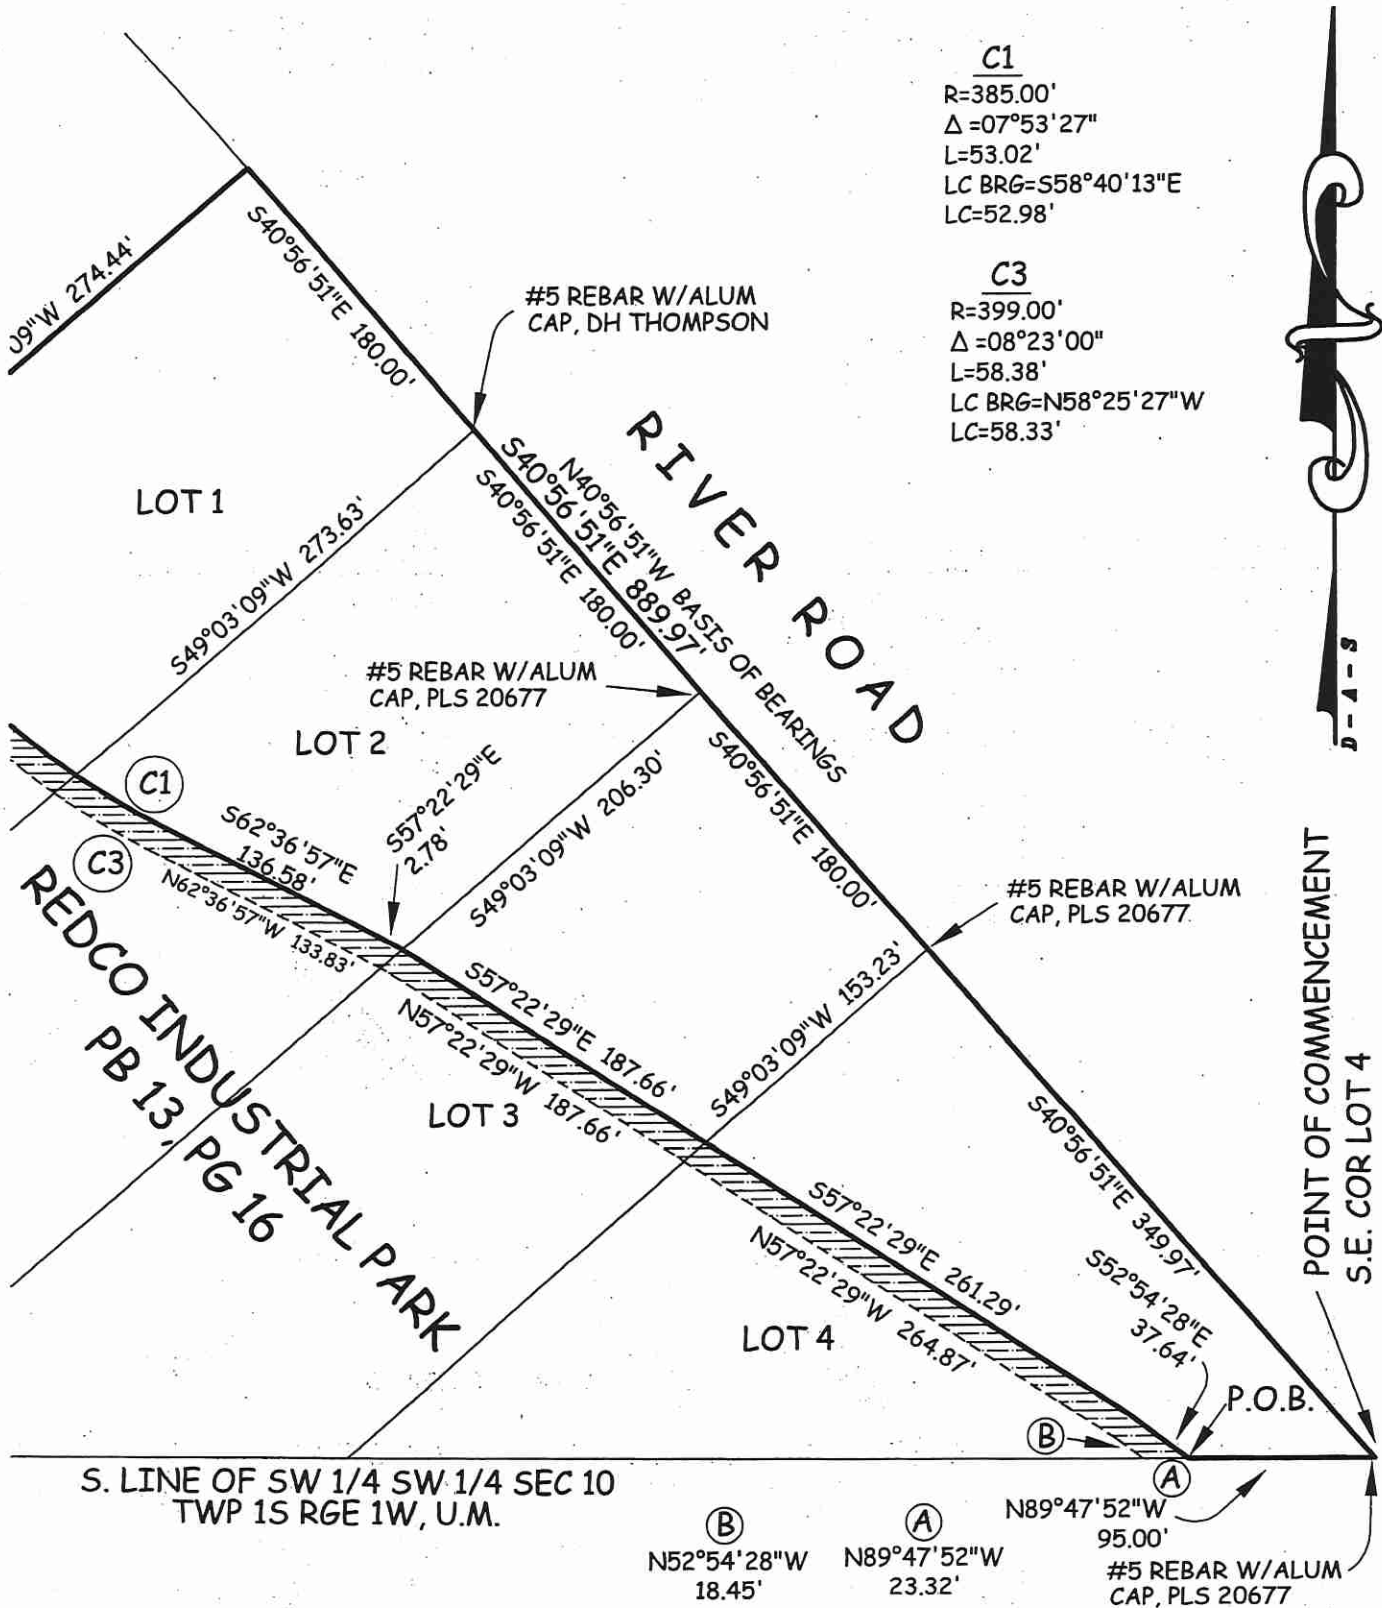 C1
R=385.00'
Δ=07°53'27"
L=53.02'
LC BRG=S58°40'13"E
LC=52.98'
C3
R=399.00'
Δ=08°23'00"
L=58.38'
LC BRG=N58°25'27"W
LC=58.33'
D-A-S
09"W 274.44'
S40°56'51"E 180.00'
#5 REBAR W/ALUM
CAP, DH THOMPSON
RIVER ROAD
N40°56'51"W BASIS OF BEARINGS
S40°56'51"E 889.97'
S40°56'51"E 180.00'
LOT 1
S49°03'09"W 273.63'
#5 REBAR W/ALUM
CAP, PLS 20677
LOT 2
C1
C3
S62°36'57"E
136.58'
N62°36'57"W 133.83'
S57°22'29"E
2.78'
S49°03'09"W 206.30'
S40°56'51"E 180.00'
#5 REBAR W/ALUM
CAP, PLS 20677
S57°22'29"E 187.66'
N57°22'29"W 187.66'
S49°03'09"W 153.23'
LOT 3
REDCO INDUSTRIAL PARK
PB 13, PG 16
S40°56'51"E 349.97'
S57°22'29"E 261.29'
N57°22'29"W 264.87'
LOT 4
S52°54'28"E
37.64'
P.O.B.
POINT OF COMMENCEMENT
S.E. COR LOT 4
B
A
S. LINE OF SW 1/4 SW 1/4 SEC 10
TWP 1S RGE 1W, U.M.
B
N52°54'28"W
18.45'
A
N89°47'52"W
23.32'
N89°47'52"W
95.00'
#5 REBAR W/ALUM
CAP, PLS 20677